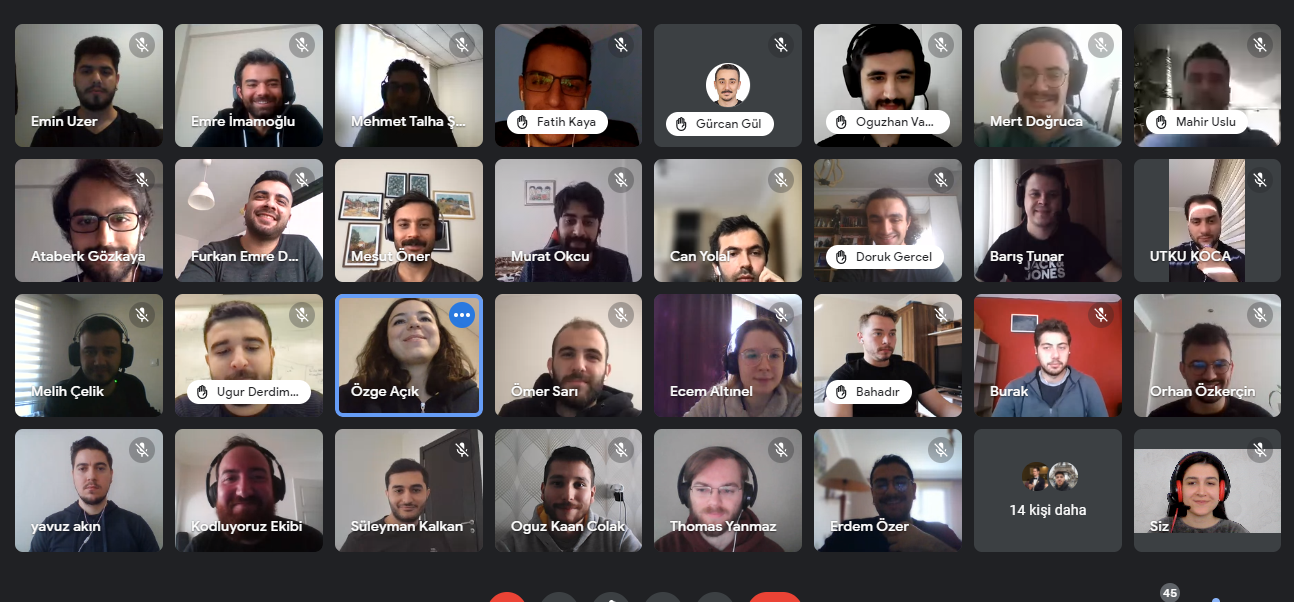 Emin Uzer
Emre İmamoğlu
Mehmet Talha Ş...
Fatih Kaya
Gürcan Gül
Oguzhan Va...
Mert Doğruca
Mahir Uslu
Ataberk Gözkaya
Furkan Emre D...
Mesut Öner
Murat Okcu
Can Yolal
Doruk Gercel
Barış Tunar
JACK &
JONES
UTKU KOCA
Melih Çelik
Ugur Derdim...
Özge Açık
Ömer Sarı
Ecem Altınel
Bahadır
Burak
Orhan Özkerçin
yavuz akın
Kodluyoruz Ekibi
Süleyman Kalkan
Oguz Kaan Çolak
Thomas Yanmaz
Erdem Özer
14 kişi daha
Siz
45